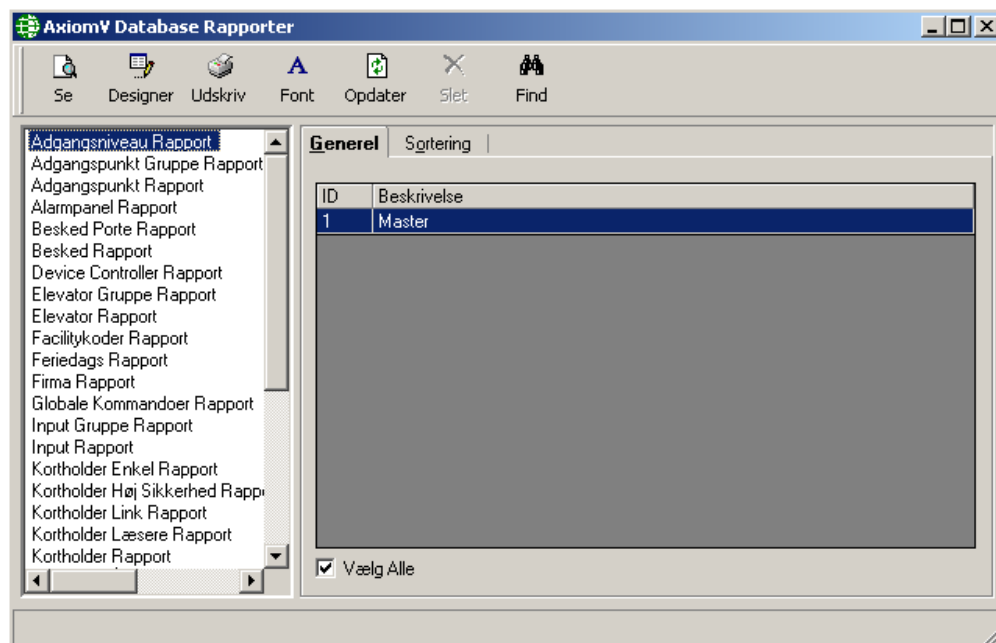 AxiomV Database Rapporter
Se Designer Udskriv Font Opdater Slet Find
Adgangsniveau Rapport
Adgangspunkt Gruppe Rapport
Adgangspunkt Rapport
Alarmpanel Rapport
Besked Porte Rapport
Besked Rapport
Device Controller Rapport
Elevator Gruppe Rapport
Elevator Rapport
Facilitykoder Rapport
Feriedags Rapport
Firma Rapport
Globale Kommandoer Rapport
Input Gruppe Rapport
Input Rapport
Kortholder Enkel Rapport
Kortholder Høj Sikkerhed Rapp
Kortholder Link Rapport
Kortholder Læsere Rapport
Kortholder Rapport
Generel Sortering
ID Beskrivelse
1 Master
Vælg Alle